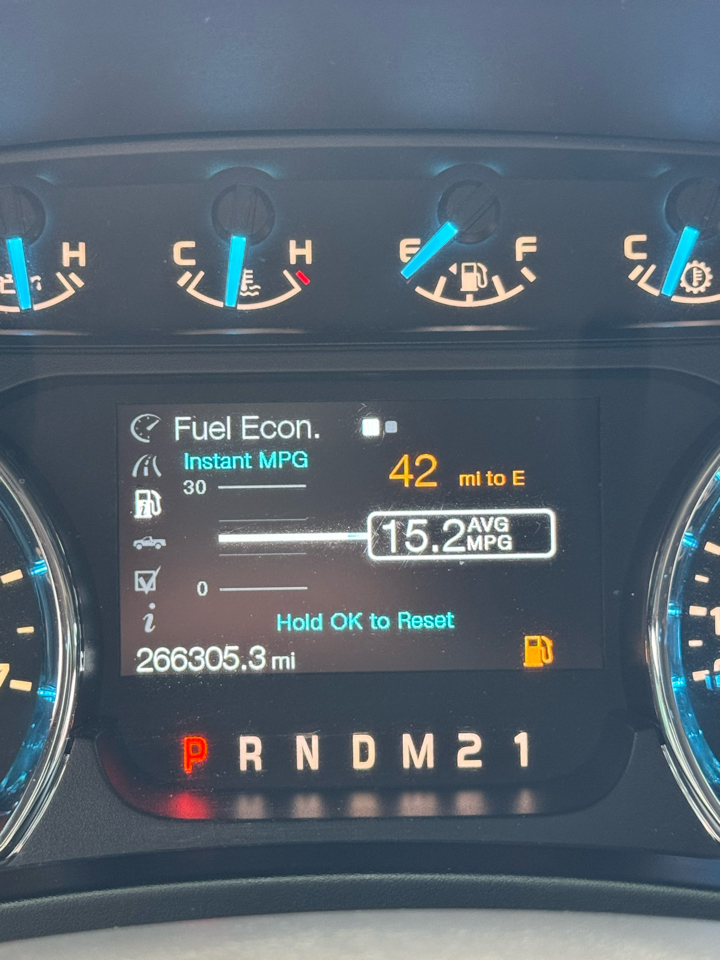 H
C H
E F
C
Fuel Econ.
Instant MPG
30
42 mi to E
15.2 AVG MPG
0
Hold OK to Reset
266305.3 mi
P R N D M 2 1